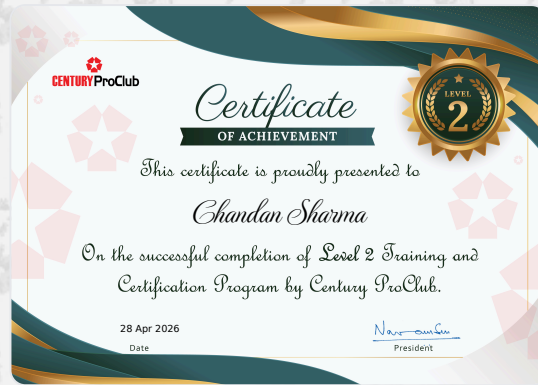 CENTURY ProClub
LEVEL
2
Certificate
OF ACHIEVEMENT
This certificate is proudly presented to
Chandan Sharma
On the successful completion of Level 2 Training and
Certification Program by Century ProClub.
28 Apr 2026
Date
President